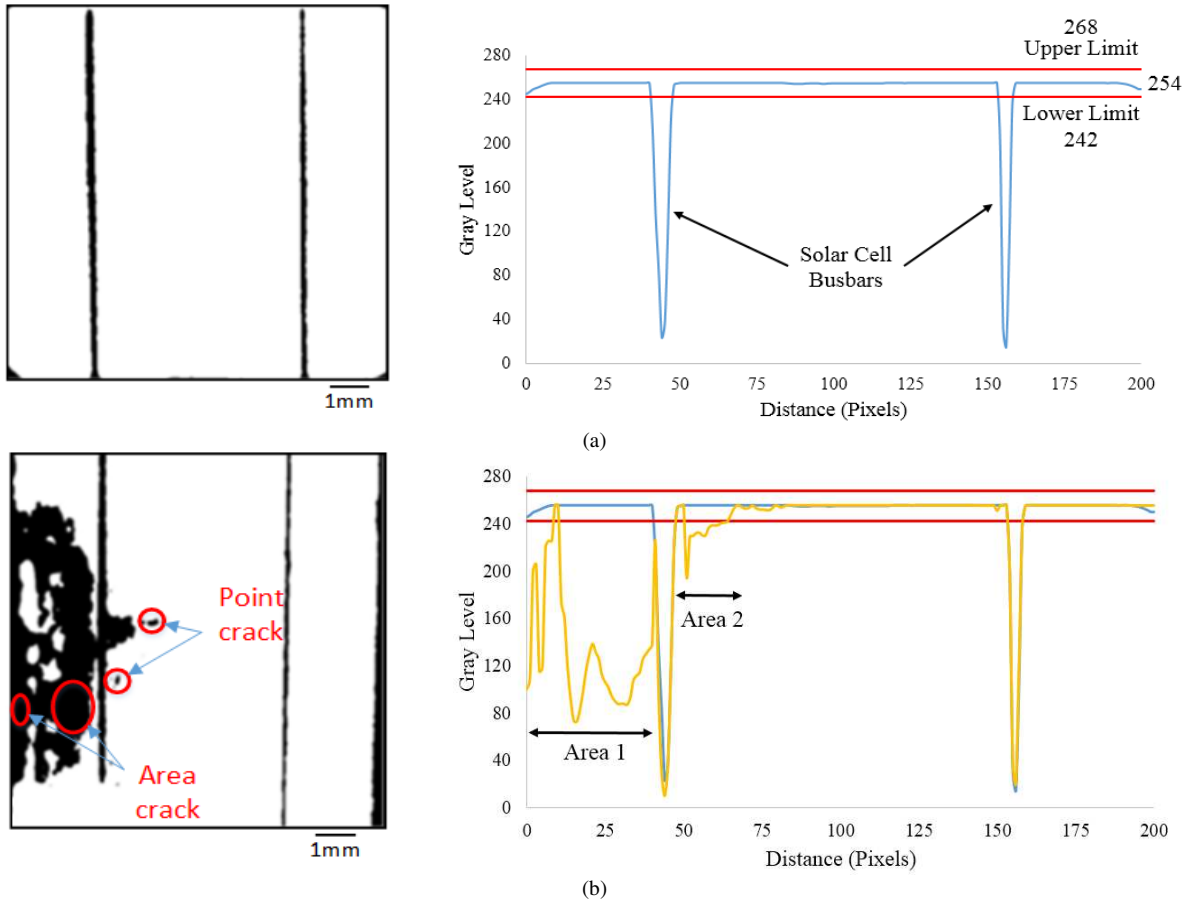 1mm
268
Upper Limit
280
240
200
160
120
80
40
0
Gray Level
254
Lower Limit
242
Solar Cell
Busbars
0 25 50 75 100 125 150 175 200
Distance (Pixels)
(a)
Point
crack
Area
crack
1mm
280
240
200
160
120
80
40
0
Gray Level
Area 2
Area 1
0 25 50 75 100 125 150 175 200
Distance (Pixels)
(b)